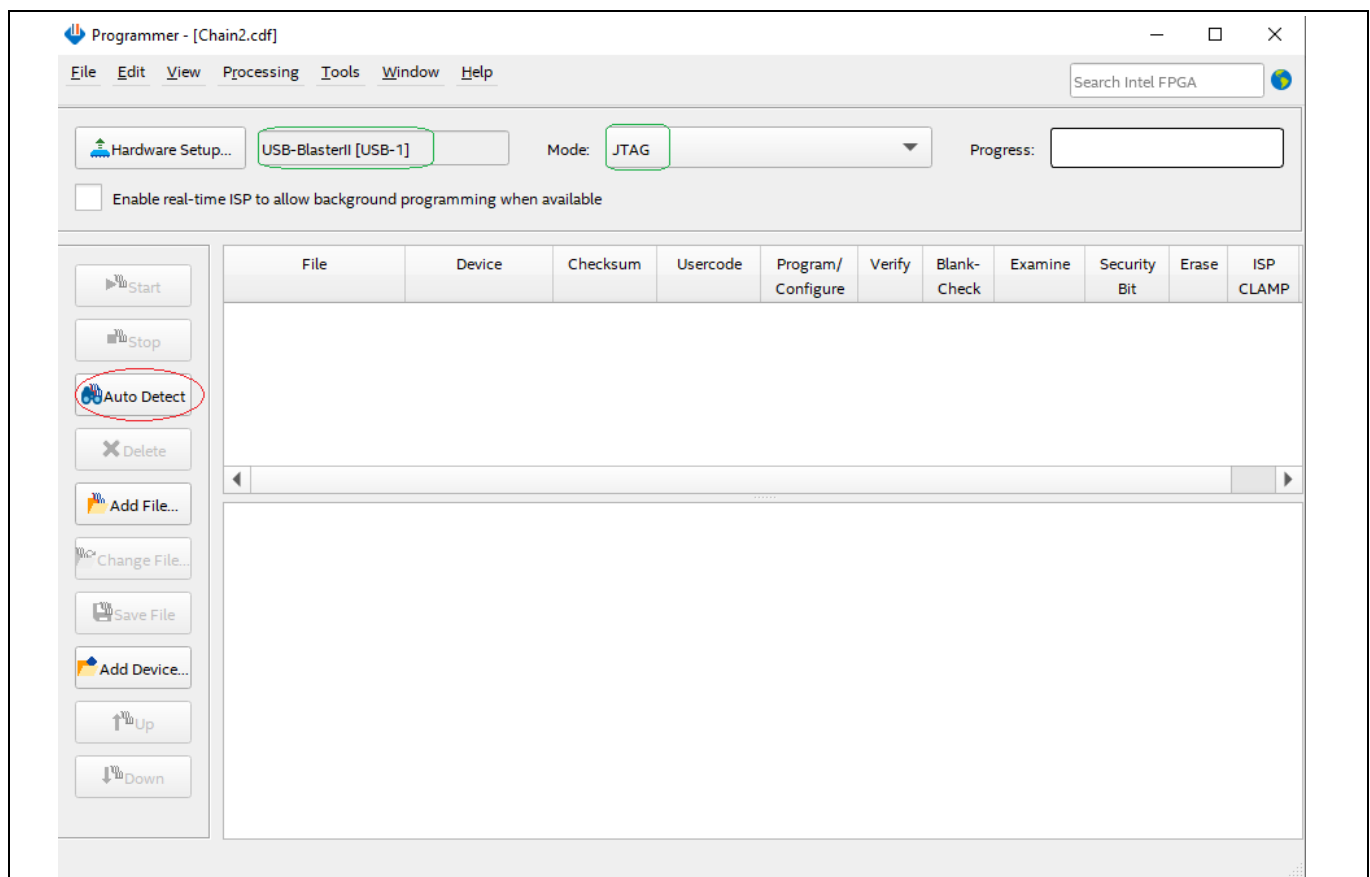 Programmer - [Chain2.cdf]
File Edit View Processing Tools Window Help
Search Intel FPGA
Hardware Setup... USB-BlasterII [USB-1] Mode: JTAG Progress:
Enable real-time ISP to allow background programming when available
File Device Checksum Usercode Program/ Verify Blank- Examine Security Erase ISP
Configure Check Bit CLAMP
Start
Stop
Auto Detect
Delete
Add File...
Change File...
Save File
Add Device...
Up
Down